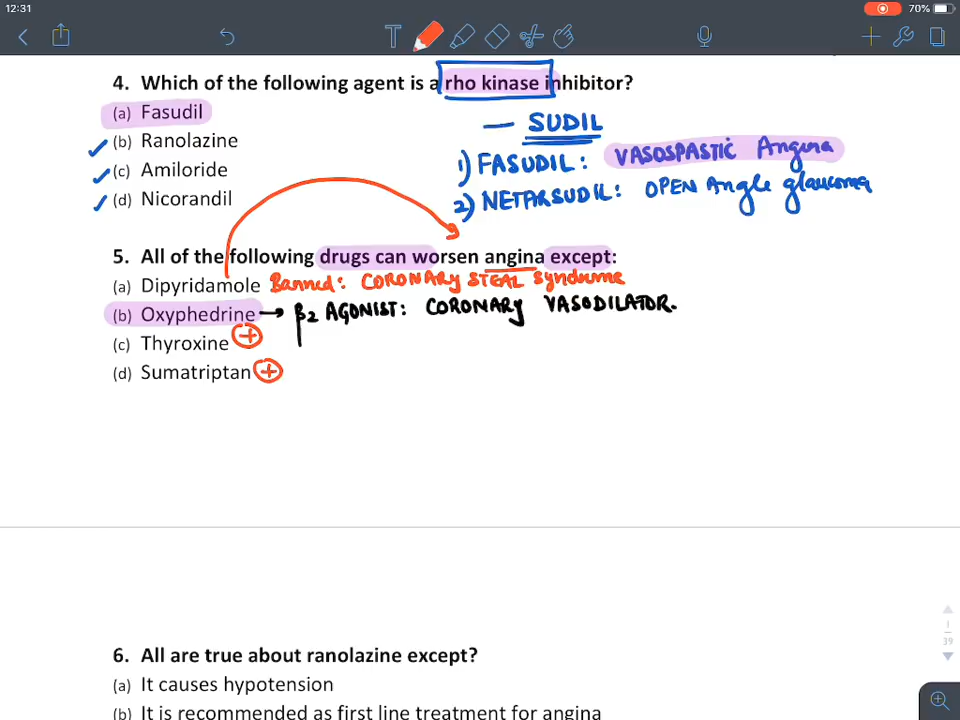 12:31
70%
4. Which of the following agent is a rho kinase inhibitor?
(a) Fasudil
— SUDIL
(b) Ranolazine
1) FASUDIL : VASOSPASTIC Angina
(c) Amiloride
2) NETARSUDIL : OPEN Angle glaucoma
(d) Nicorandil
5. All of the following drugs can worsen angina except:
(a) Dipyridamole Banned: CORONARY STEAL Syndrome
(b) Oxyphedrine → β2 AGONIST: CORONARY VASODILATOR.
(c) Thyroxine +
(d) Sumatriptan +
1
39
6. All are true about ranolazine except?
(a) It causes hypotension
(b) It is recommended as first line treatment for angina